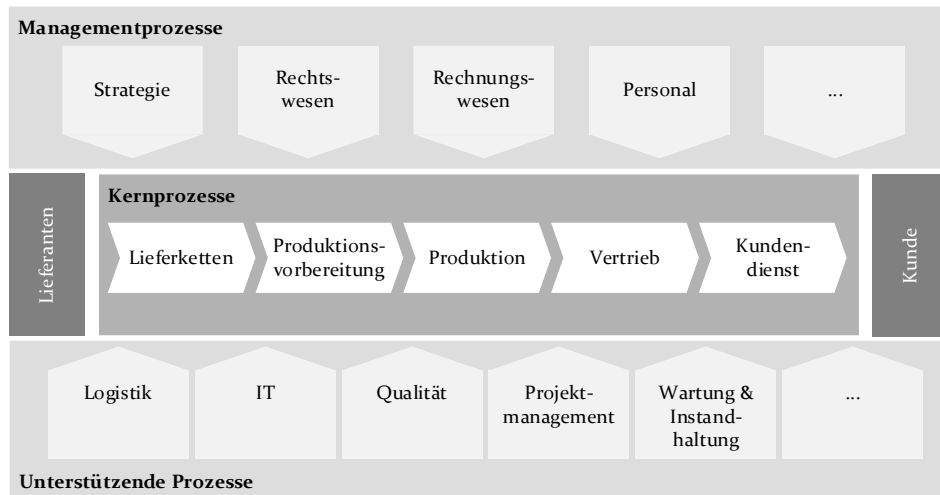 Managementprozesse
Strategie
Rechts-
wesen
Rechnungs-
wesen
Personal
...
Lieferanten
Kernprozesse
Lieferketten
Produktions-
vorbereitung
Produktion
Vertrieb
Kunden-
dienst
Kunde
Logistik
IT
Qualität
Projekt-
management
Wartung &
Instand-
haltung
...
Unterstützende Prozesse